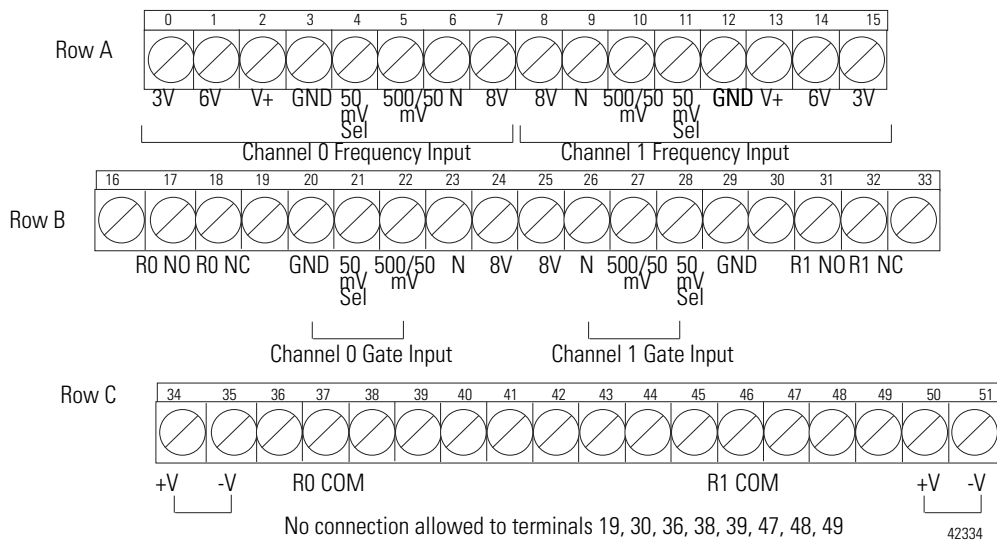 0 1 2 3 4 5 6 7 8 9 10 11 12 13 14 15
Row A
3V 6V V+ GND 50 mV Sel 500/50 mV N 8V 8V N 500/50 mV 50 mV Sel GND V+ 6V 3V
Channel 0 Frequency Input Channel 1 Frequency Input
16 17 18 19 20 21 22 23 24 25 26 27 28 29 30 31 32 33
Row B
R0 NO R0 NC GND 50 mV Sel 500/50 mV N 8V 8V N 500/50 mV 50 mV Sel GND R1 NO R1 NC
Channel 0 Gate Input Channel 1 Gate Input
Row C
34 35 36 37 38 39 40 41 42 43 44 45 46 47 48 49 50 51
+V -V R0 COM R1 COM +V -V
No connection allowed to terminals 19, 30, 36, 38, 39, 47, 48, 49
42334